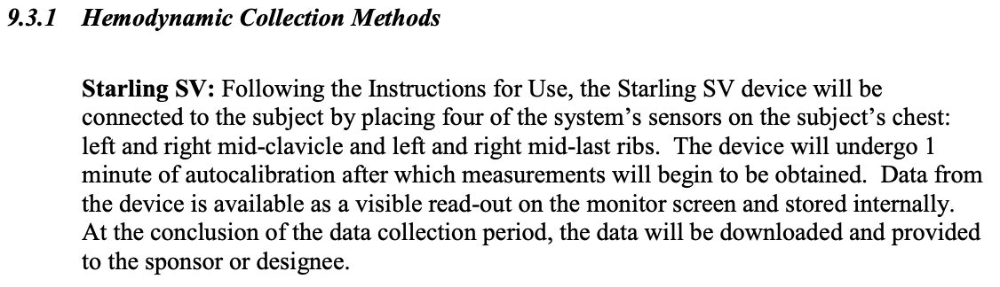 9.3.1 Hemodynamic Collection Methods
Starling SV: Following the Instructions for Use, the Starling SV device will be
connected to the subject by placing four of the system’s sensors on the subject’s chest:
left and right mid-clavicle and left and right mid-last ribs.  The device will undergo 1
minute of autocalibration after which measurements will begin to be obtained.  Data from
the device is available as a visible read-out on the monitor screen and stored internally.
At the conclusion of the data collection period, the data will be downloaded and provided
to the sponsor or designee.